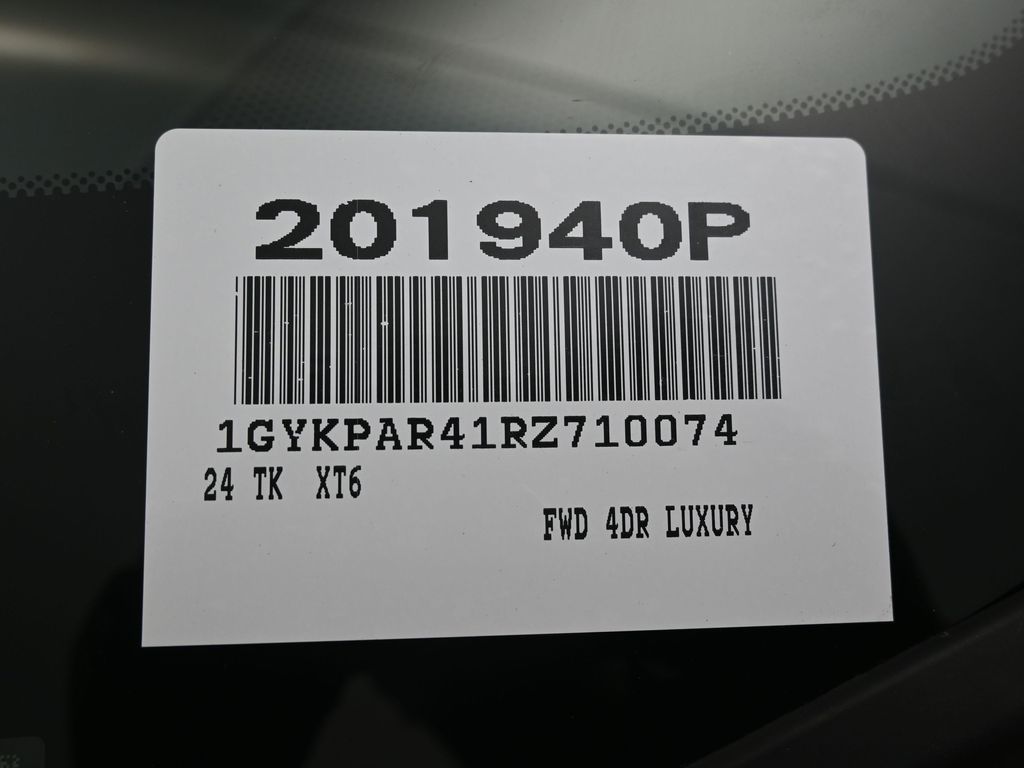 201940P
1GYKPAR41RZ710074
24 TK XT6
FWD 4DR LUXURY